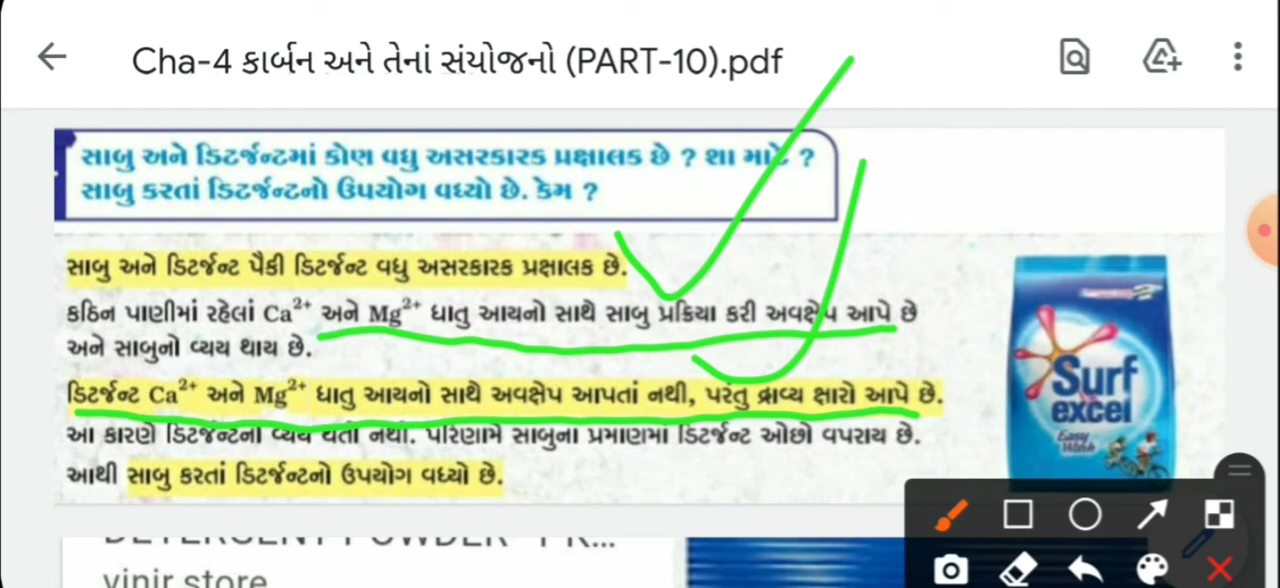 Cha-4 કાર્બન અને તેનાં સંયોજનો (PART-10).pdf
સાબુ અને ડિટર્જન્ટમાં કોણ વધુ અસરકારક પ્રક્ષાલક છે ? શા માટે ?
સાબુ કરતાં ડિટર્જન્ટનો ઉપયોગ વધ્યો છે. કેમ ?
સાબુ અને ડિટર્જન્ટ પૈકી ડિટર્જન્ટ વધુ અસરકારક પ્રક્ષાલક છે.
કઠિન પાણીમાં રહેલાં Ca²⁺ અને Mg²⁺ ધાતુ આયનો સાથે સાબુ પ્રક્રિયા કરી અવક્ષેપ આપે છે
અને સાબુનો વ્યય થાય છે.
ડિટર્જન્ટ Ca²⁺ અને Mg²⁺ ધાતુ આયનો સાથે અવક્ષેપ આપતાં નથી, પરંતુ દ્રાવ્ય ક્ષારો આપે છે.
આ કારણે ડિટર્જન્ટનો વ્યય થતો નથી. પરિણામે સાબુના પ્રમાણમાં ડિટર્જન્ટ ઓછો વપરાય છે.
આથી સાબુ કરતાં ડિટર્જન્ટનો ઉપયોગ વધ્યો છે.
Surf
excel
Easy
Wash
DETERGENT POWDER
vinir store